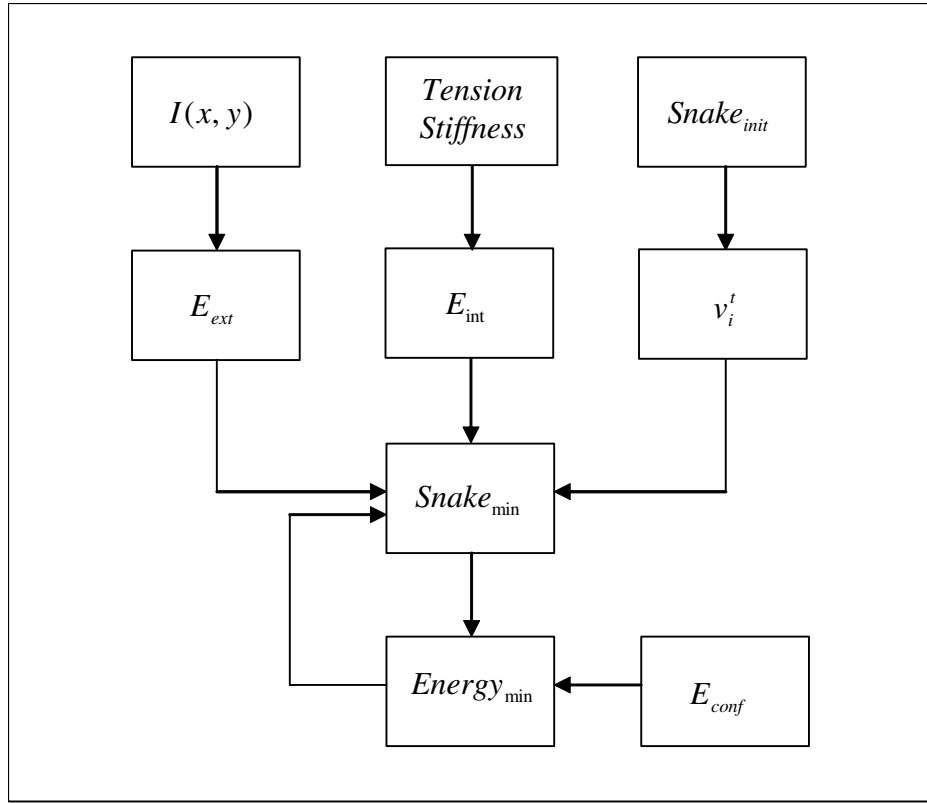 I(x, y)
Tension
Stiffness
Snake_init
E_ext
E_int
v_i^t
Snake_min
Energy_min
E_conf